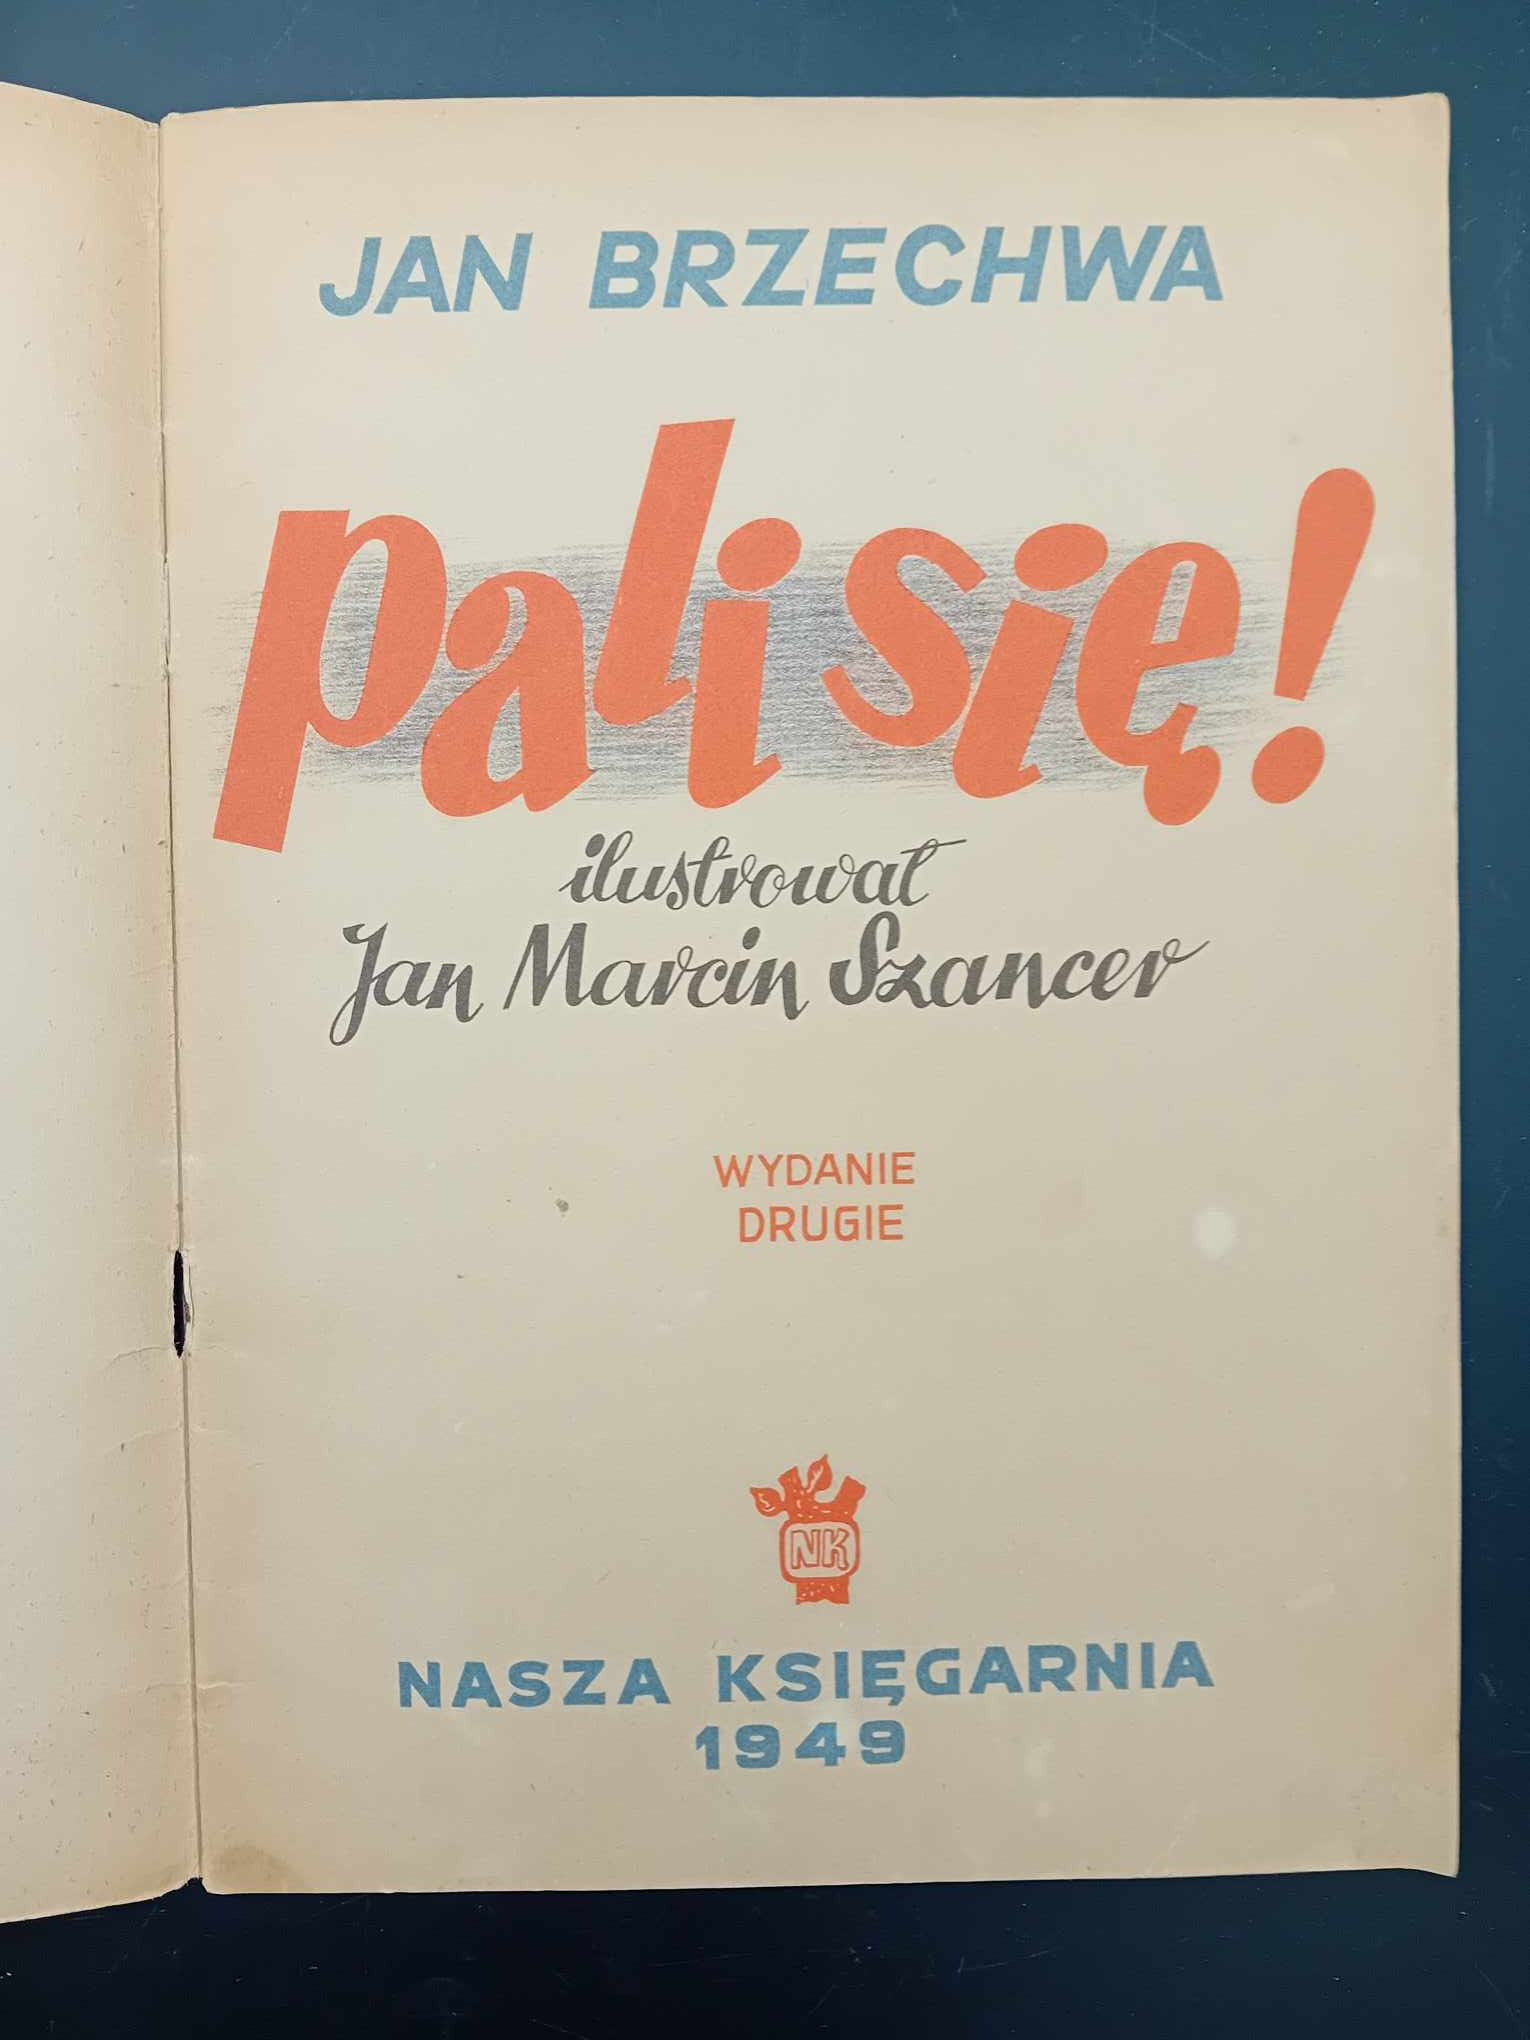 JAN BRZECHWA
pali się!
ilustrował
Jan Marcin Szancer
WYDANIE
DRUGIE
NK
NASZA KSIĘGARNIA
1949